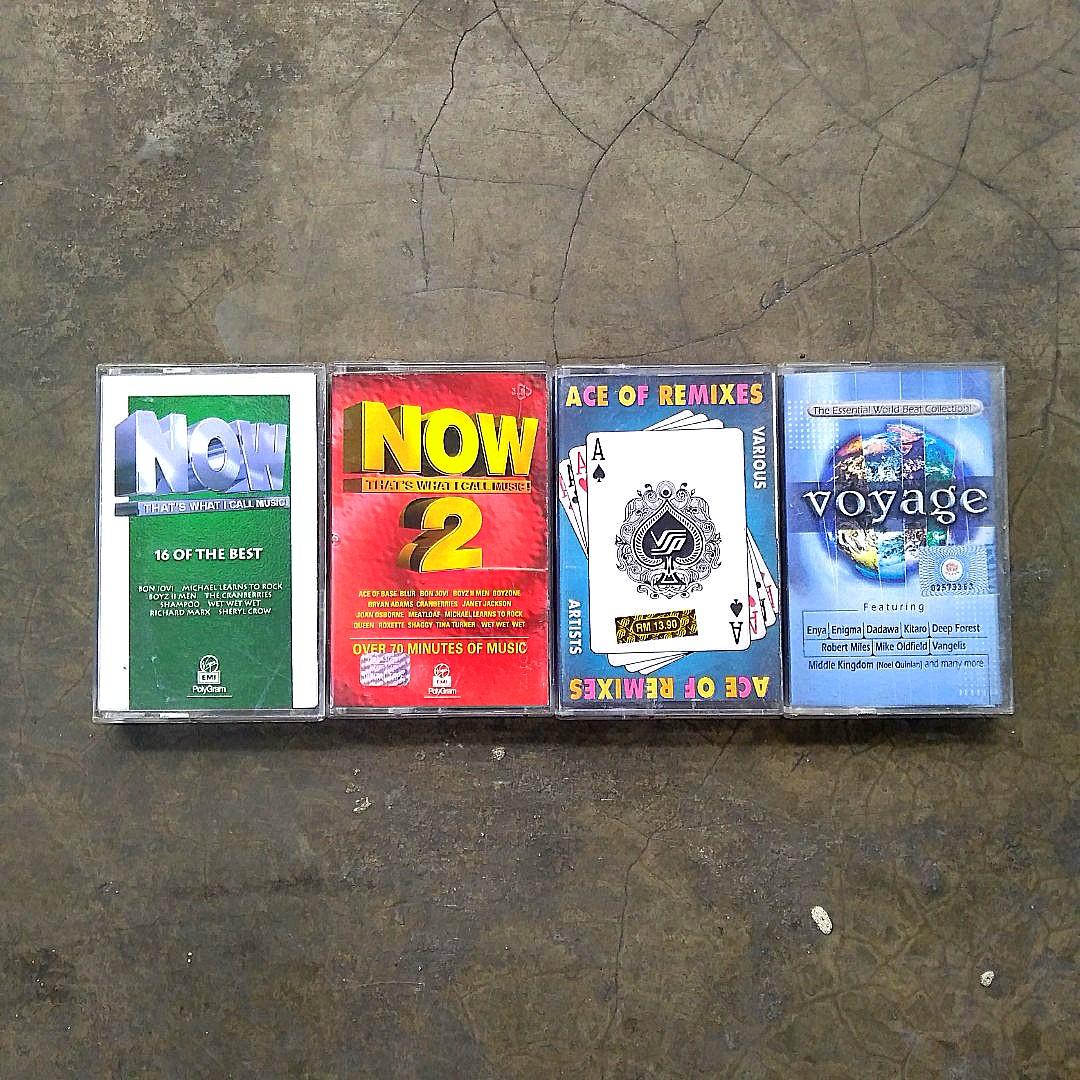 NOW
THAT'S WHAT I CALL MUSIC!
16 OF THE BEST
BON JOVI MICHAEL LEARNS TO ROCK
BOYZ II MEN THE CRANBERRIES
SHAMPOO WET WET WET
RICHARD MARX SHERYL CROW
Virgin
EMI
PolyGram
NOW
THAT'S WHAT I CALL MUSIC!
2
ACE OF BASE BLUR BON JOVI BOYZ II MEN BOYZONE
BRYAN ADAMS CRANBERRIES JANET JACKSON
JOAN OSBORNE MEATLOAF MICHAEL LEARNS TO ROCK
QUEEN ROXETTE SHAGGY TINA TURNER WET WET WET
OVER 70 MINUTES OF MUSIC
Virgin
EMI
PolyGram
ACE OF REMIXES
VARIOUS
A
A
A
RM 13.90
A
ARTISTS
ACE OF REMIXES
The Essential World Beat Collection!
voyage
02573263
Featuring
Enya Enigma Dadawa Kitaro Deep Forest
Robert Miles Mike Oldfield Vangelis
Middle Kingdom (Noel Quinlan) and many more